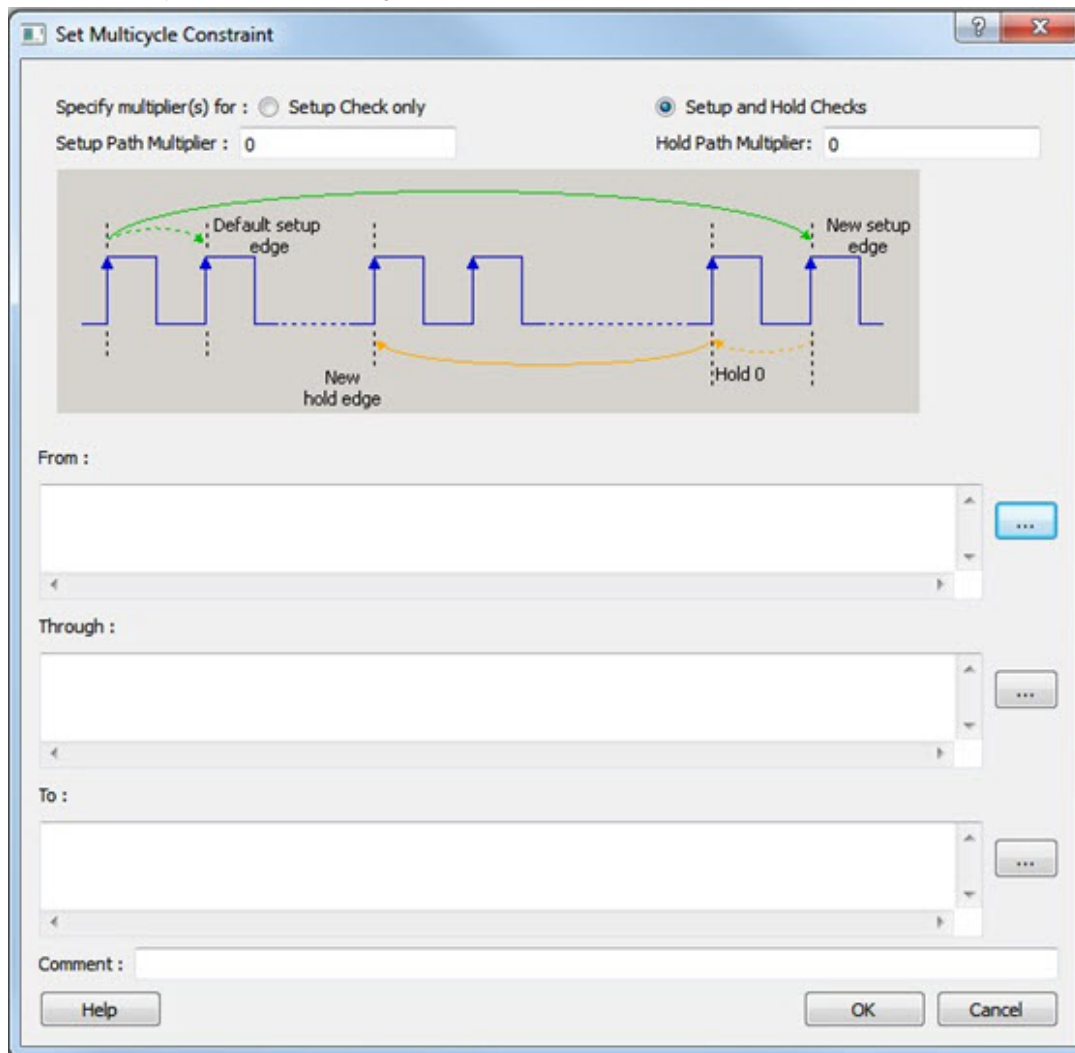 Set Multicycle Constraint
?
Specify multiplier(s) for : Setup Check only
Setup and Hold Checks
Setup Path Multiplier : 0
Hold Path Multiplier: 0
Default setup
edge
New setup
edge
New
hold edge
Hold 0
From :
...
Through :
...
To :
...
Comment :
Help
OK
Cancel